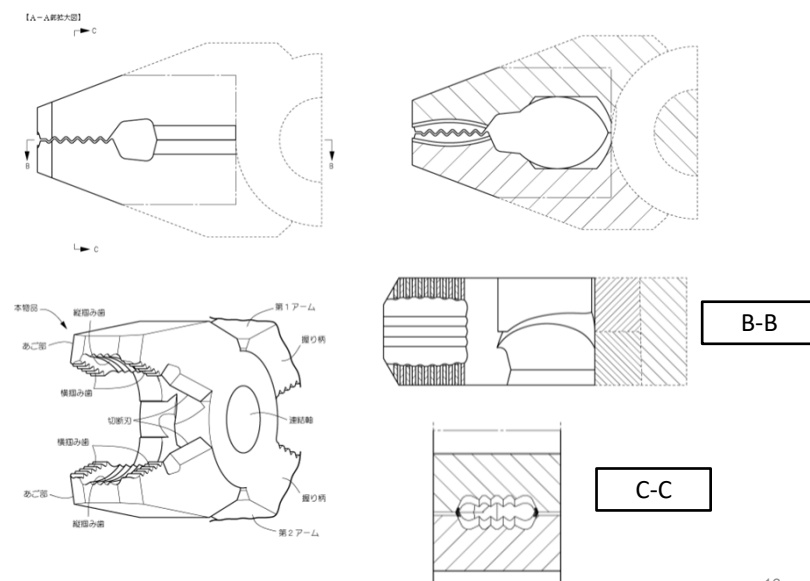 【A-A部拡大図】
C
B
B
C
本物品
縦掴み歯
あご部
横掴み歯
切断刃
横掴み歯
あご部
縦掴み歯
第1アーム
握り柄
連結軸
握り柄
第2アーム
B-B
C-C